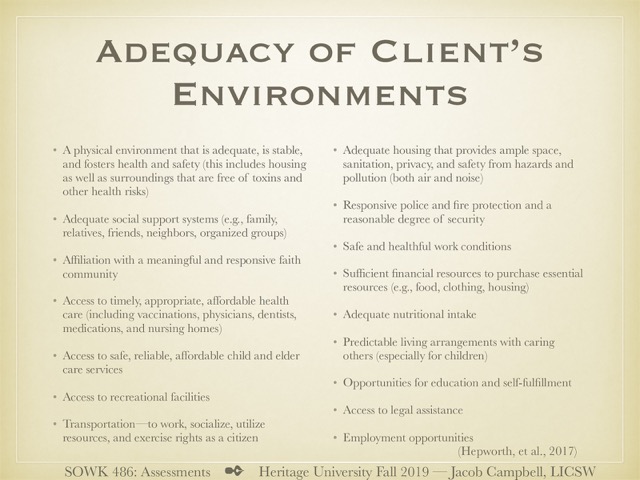 Adequacy of Client’s
Environments
• A physical environment that is adequate, is stable,
and fosters health and safety (this includes housing
as well as surroundings that are free of toxins and
other health risks)
• Adequate social support systems (e.g., family,
relatives, friends, neighbors, organized groups)
• Affiliation with a meaningful and responsive faith
community
• Access to timely, appropriate, affordable health
care (including vaccinations, physicians, dentists,
medications, and nursing homes)
• Access to safe, reliable, affordable child and elder
care services
• Access to recreational facilities
• Transportation—to work, socialize, utilize
resources, and exercise rights as a citizen
• Adequate housing that provides ample space,
sanitation, privacy, and safety from hazards and
pollution (both air and noise)
• Responsive police and fire protection and a
reasonable degree of security
• Safe and healthful work conditions
• Sufficient financial resources to purchase essential
resources (e.g., food, clothing, housing)
• Adequate nutritional intake
• Predictable living arrangements with caring
others (especially for children)
• Opportunities for education and self-fulfillment
• Access to legal assistance
• Employment opportunities
(Hepworth, et al., 2017)
SOWK 486: Assessments ✒ Heritage University Fall 2019 — Jacob Campbell, LICSW